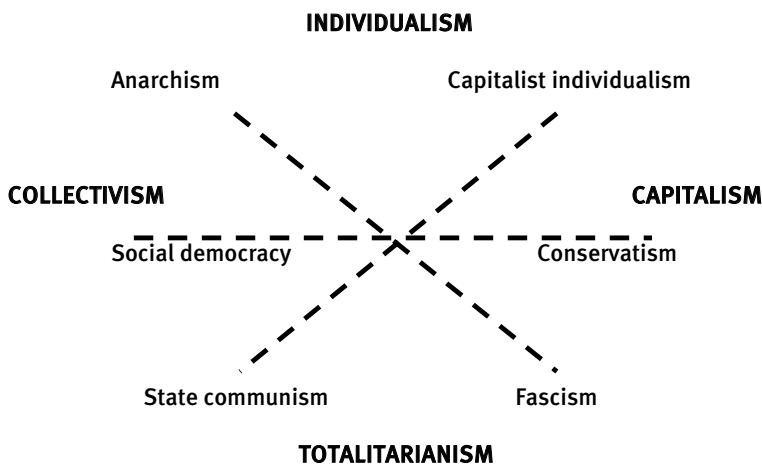 INDIVIDUALISM
Anarchism
Capitalist individualism
COLLECTIVISM
CAPITALISM
Social democracy
Conservatism
State communism
Fascism
TOTALITARIANISM